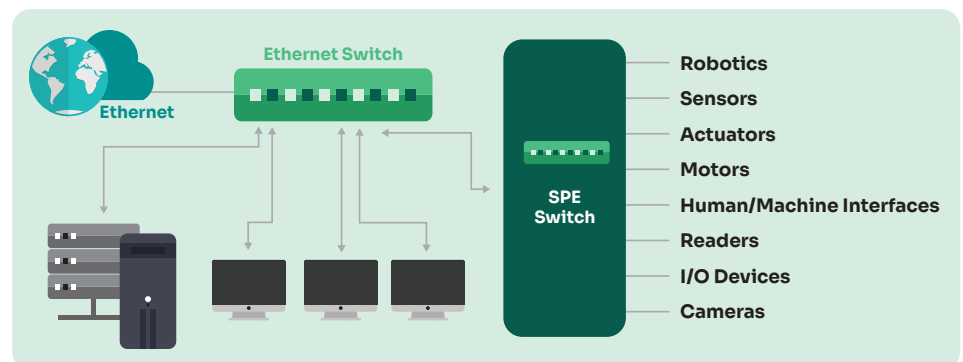 Ethernet Switch
Ethernet
SPE
Switch
Robotics
Sensors
Actuators
Motors
Human/Machine Interfaces
Readers
I/O Devices
Cameras